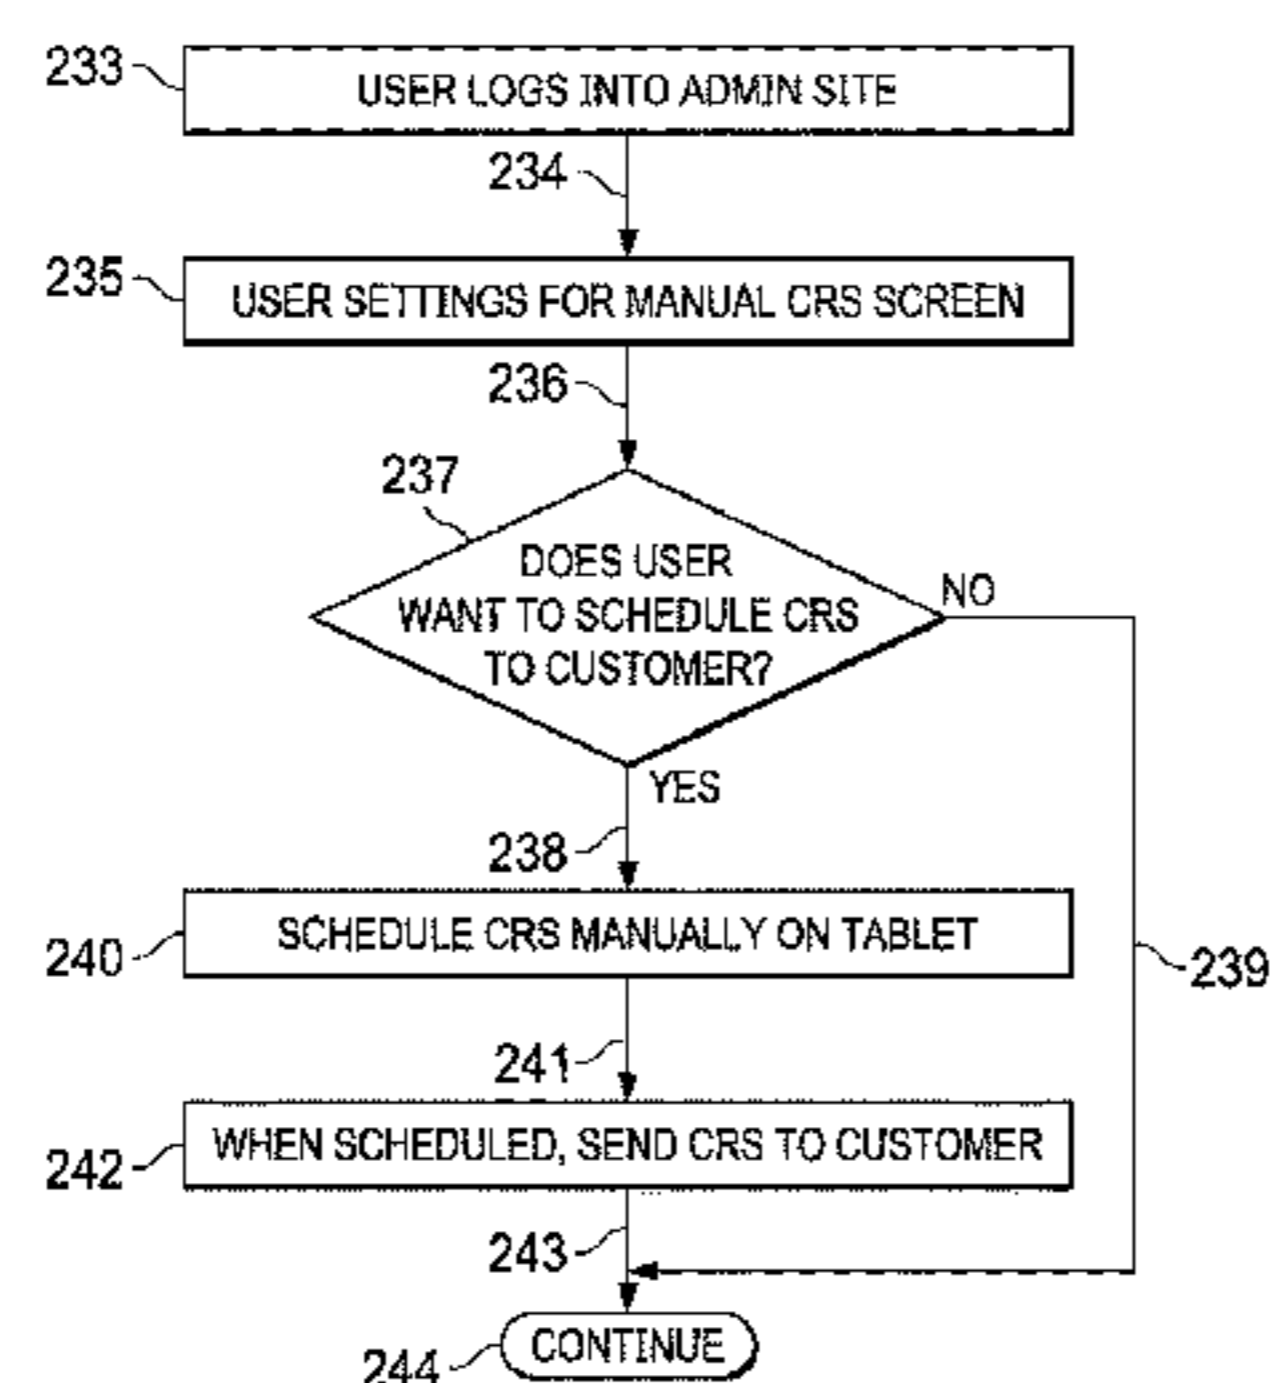 233
USER LOGS INTO ADMIN SITE
234
235
USER SETTINGS FOR MANUAL CRS SCREEN
236
237
DOES USER
WANT TO SCHEDULE CRS
TO CUSTOMER?
NO
YES
238
240
SCHEDULE CRS MANUALLY ON TABLET
239
241
242
WHEN SCHEDULED, SEND CRS TO CUSTOMER
243
244
CONTINUE